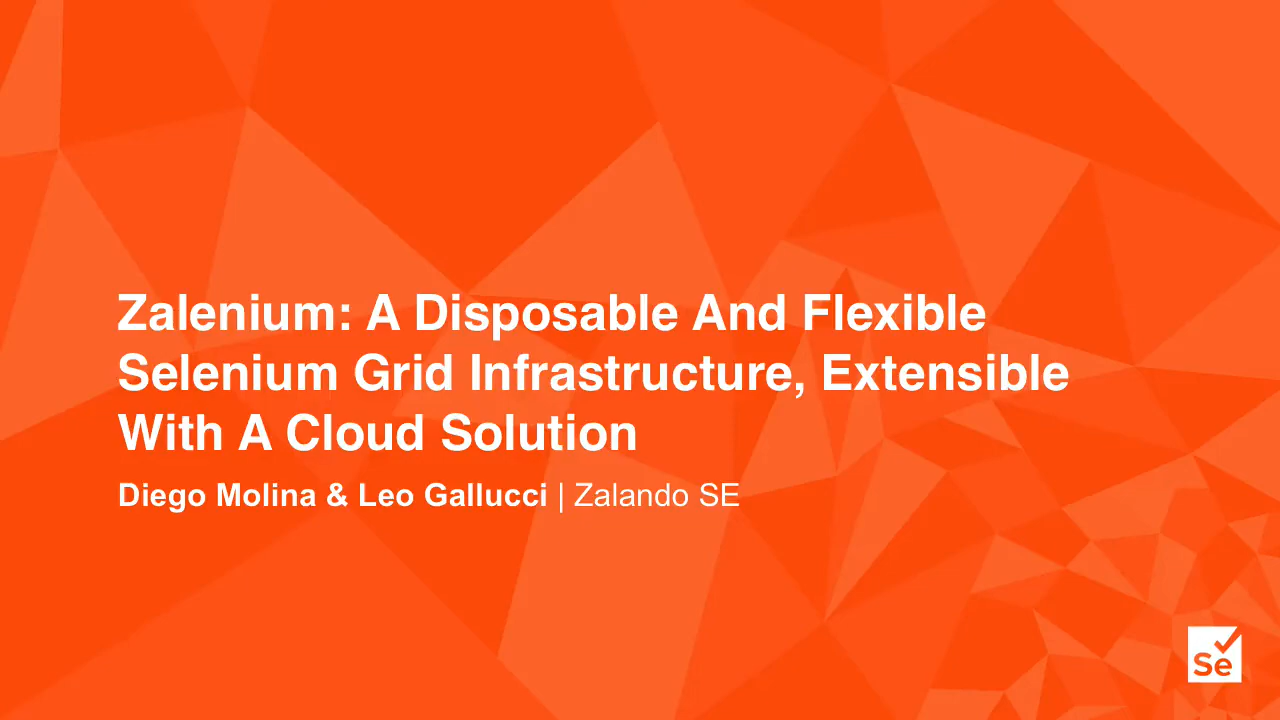 Zalenium: A Disposable And Flexible
Selenium Grid Infrastructure, Extensible
With A Cloud Solution
Diego Molina & Leo Gallucci | Zalando SE
Se